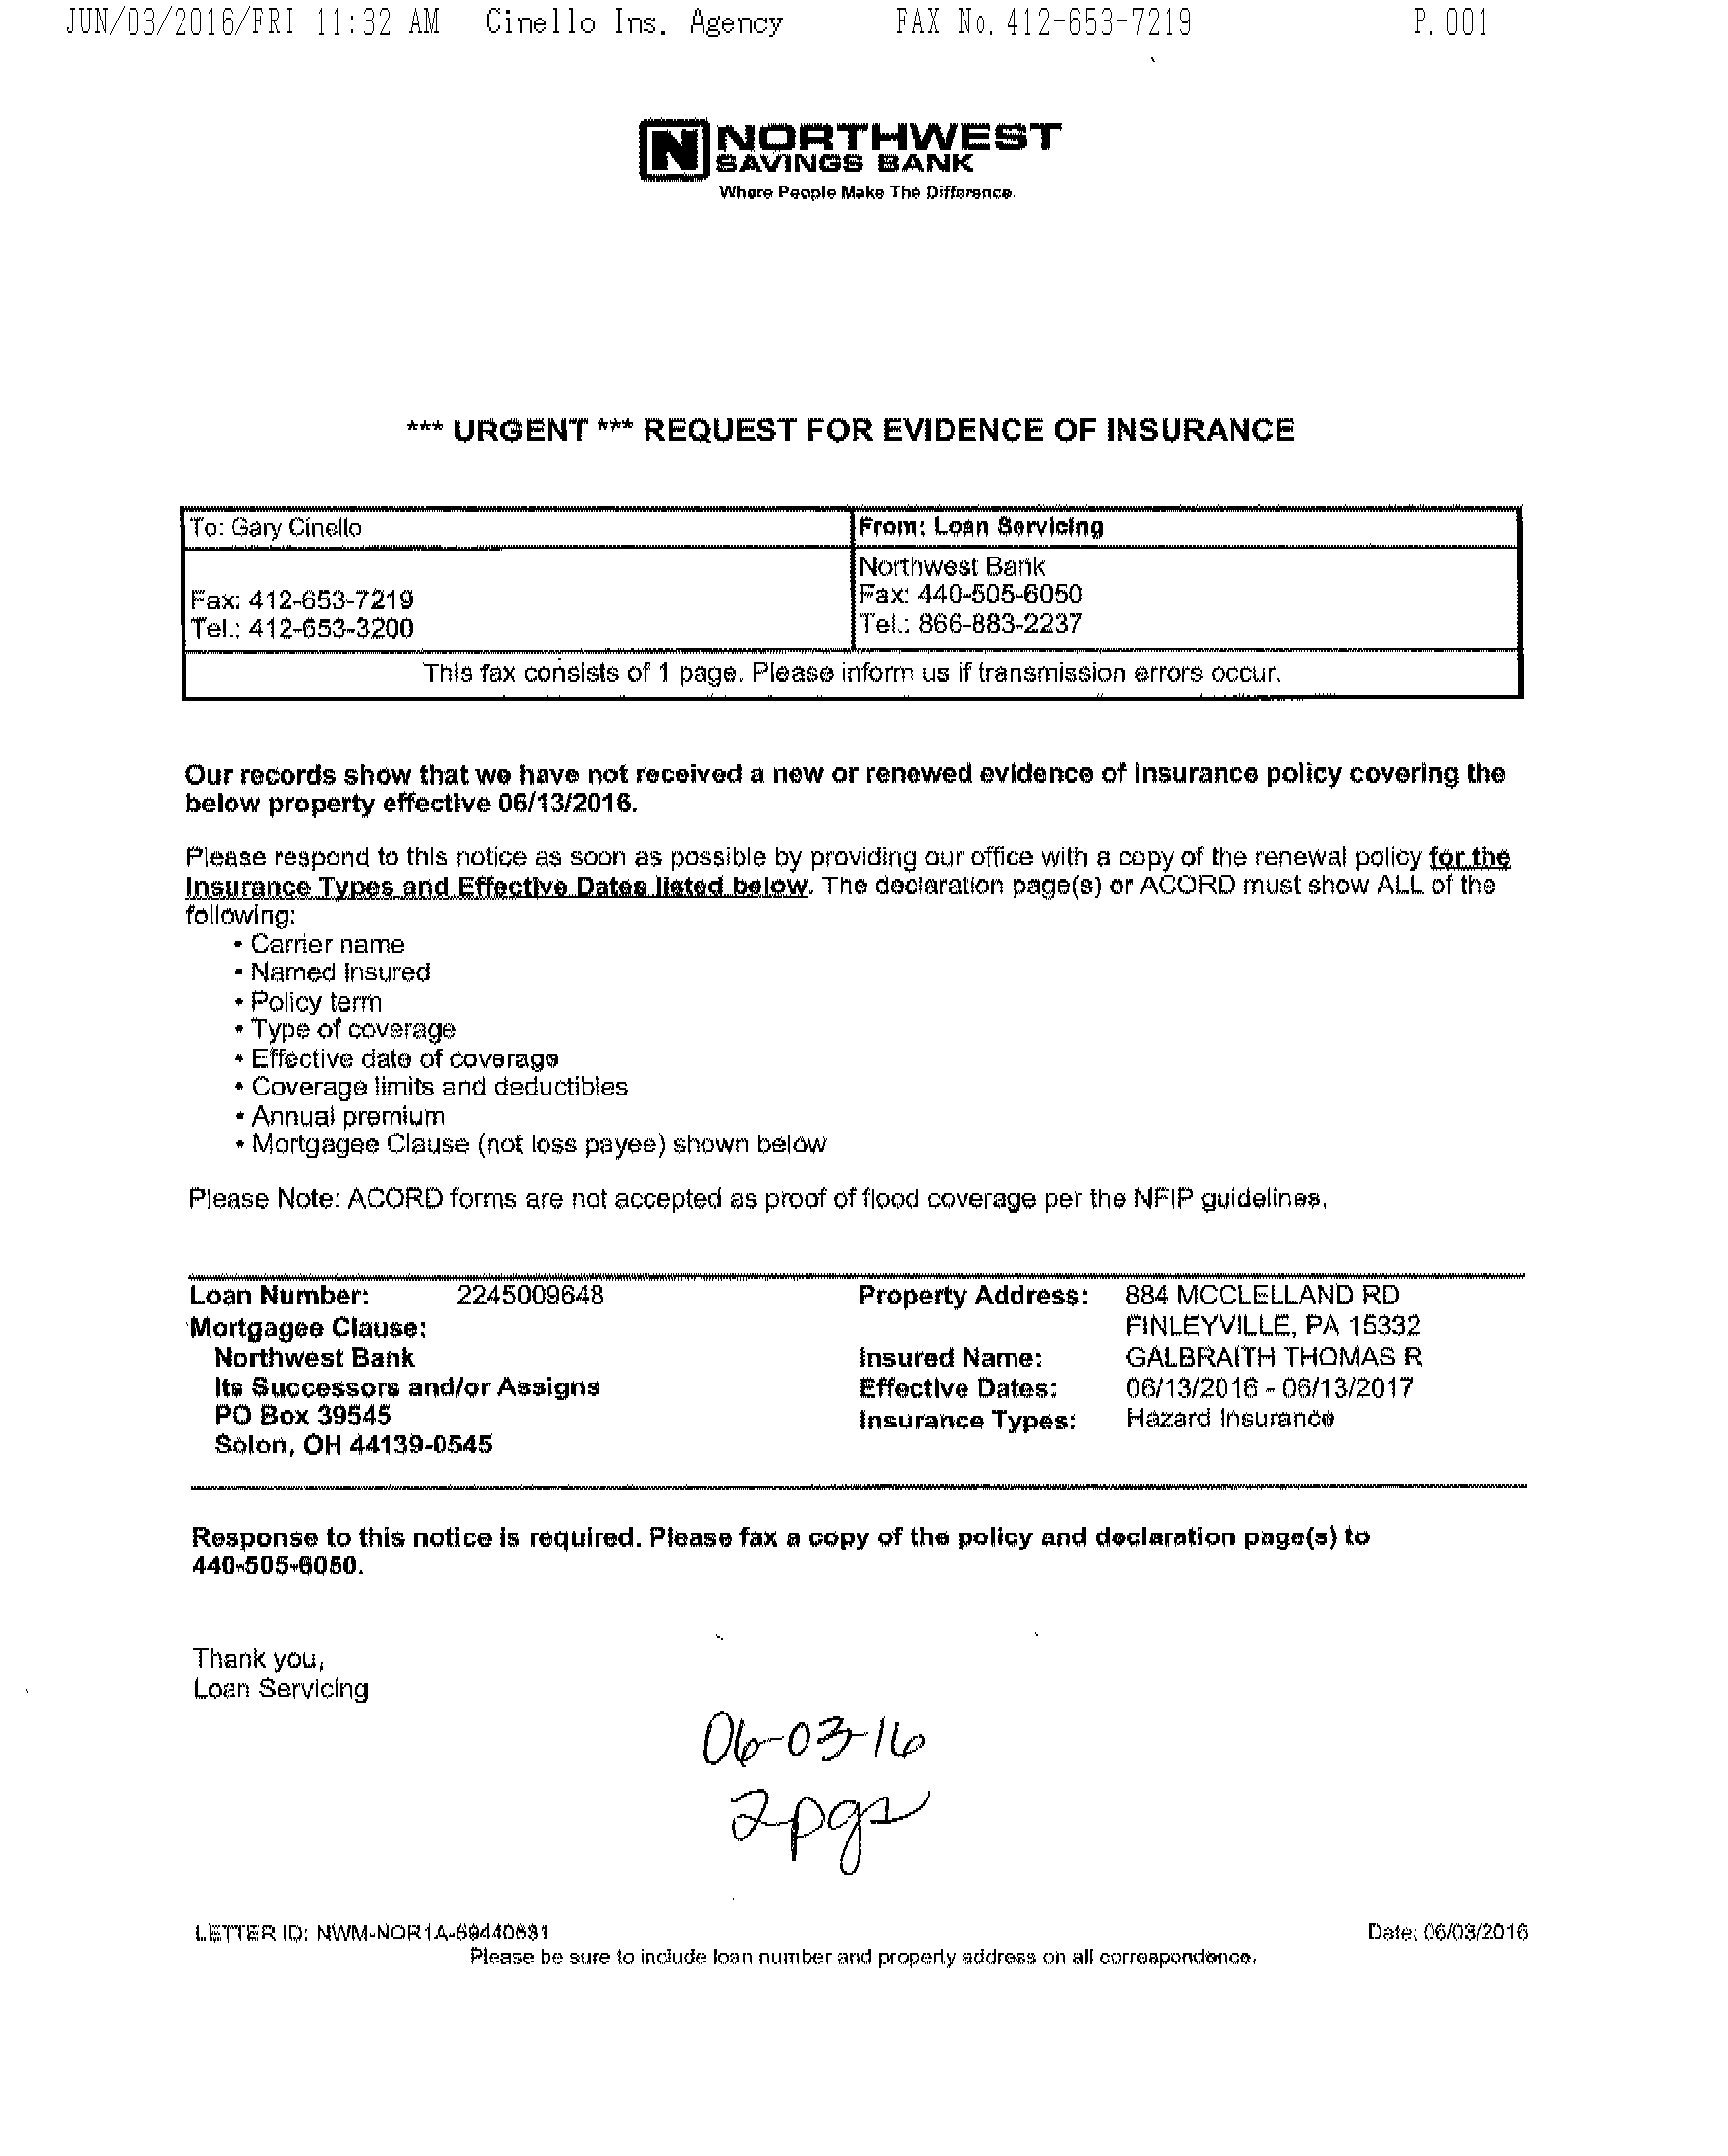 JUN/03/2016/FRI 11:32 AM Cinello Ins. Agency FAX No. 412-653-7219 P. 001
N NORTHWEST
SAVINGS BANK
Where People Make The Difference.
*** URGENT *** REQUEST FOR EVIDENCE OF INSURANCE
To: Gary Cinello
From: Loan Servicing
Fax: 412-653-7219
Tel.: 412-653-3200
Northwest Bank
Fax: 440-505-6050
Tel.: 866-883-2237
This fax consists of 1 page. Please inform us if transmission errors occur.
Our records show that we have not received a new or renewed evidence of insurance policy covering the
below property effective 06/13/2016.
Please respond to this notice as soon as possible by providing our office with a copy of the renewal policy for the
Insurance Types and Effective Dates listed below. The declaration page(s) or ACORD must show ALL of the
following:
• Carrier name
• Named Insured
• Policy term
• Type of coverage
• Effective date of coverage
• Coverage limits and deductibles
• Annual premium
• Mortgagee Clause (not loss payee) shown below
Please Note: ACORD forms are not accepted as proof of flood coverage per the NFIP guidelines.
Loan Number: 2245009648
Mortgagee Clause:
Northwest Bank
Its Successors and/or Assigns
PO Box 39545
Solon, OH 44139-0545
Property Address: 884 MCCLELLAND RD
FINLEYVILLE, PA 15332
Insured Name: GALBRAITH THOMAS R
Effective Dates: 06/13/2016 - 06/13/2017
Insurance Types: Hazard Insurance
Response to this notice is required. Please fax a copy of the policy and declaration page(s) to
440-505-6050.
Thank you,
Loan Servicing
06-03-16
2pgs
LETTER ID: NWM-NOR1A-59440831
Date: 06/03/2016
Please be sure to include loan number and property address on all correspondence.